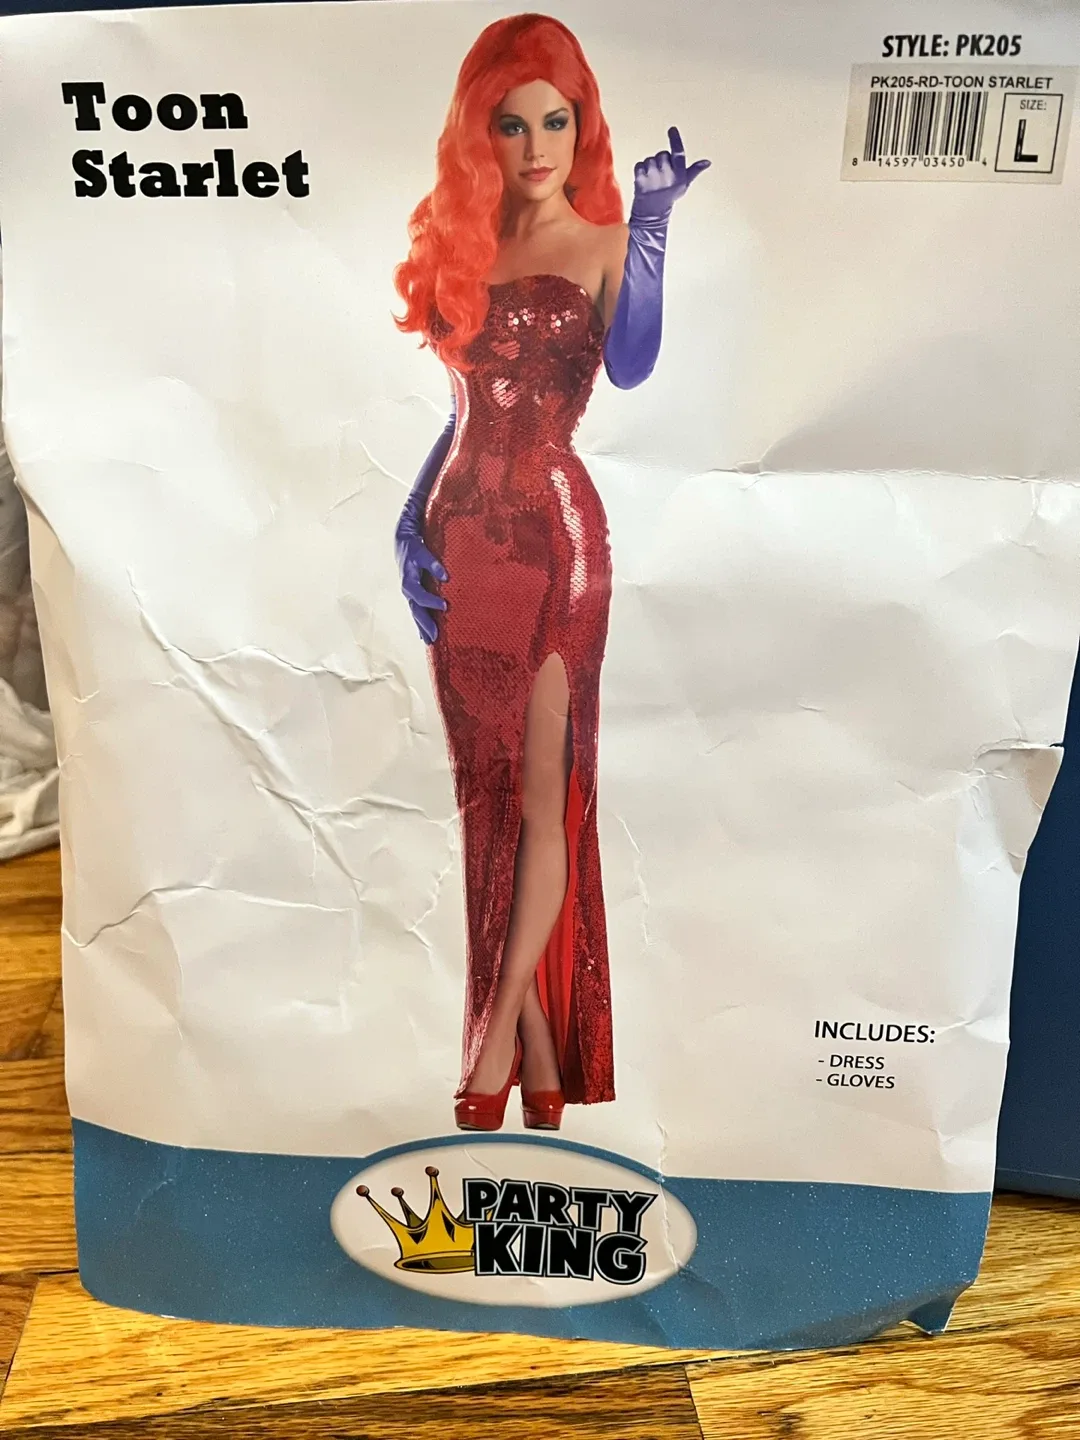 Toon
Starlet
STYLE: PK205
PK205-RD-TOON STARLET
SIZE:
L
8 14597 03450 4
INCLUDES:
- DRESS
- GLOVES
PARTY
KING